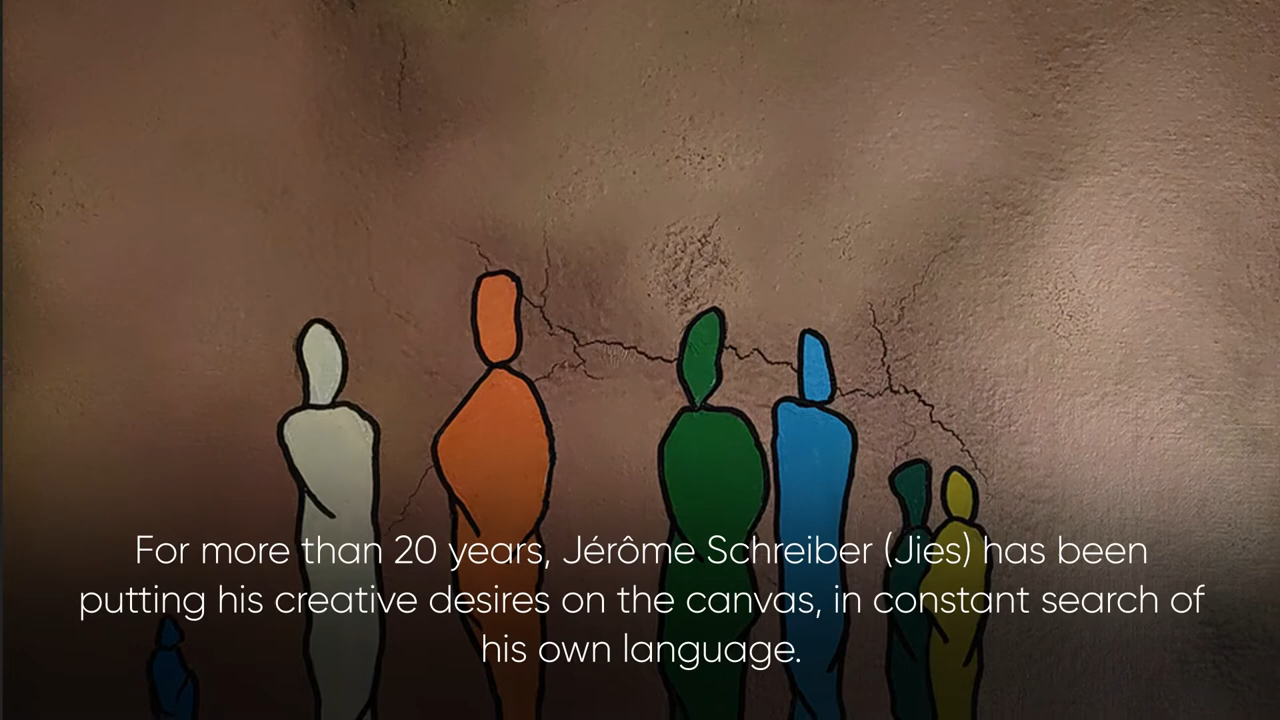 For more than 20 years, Jérôme Schreiber (Jies) has been
putting his creative desires on the canvas, in constant search of
his own language.